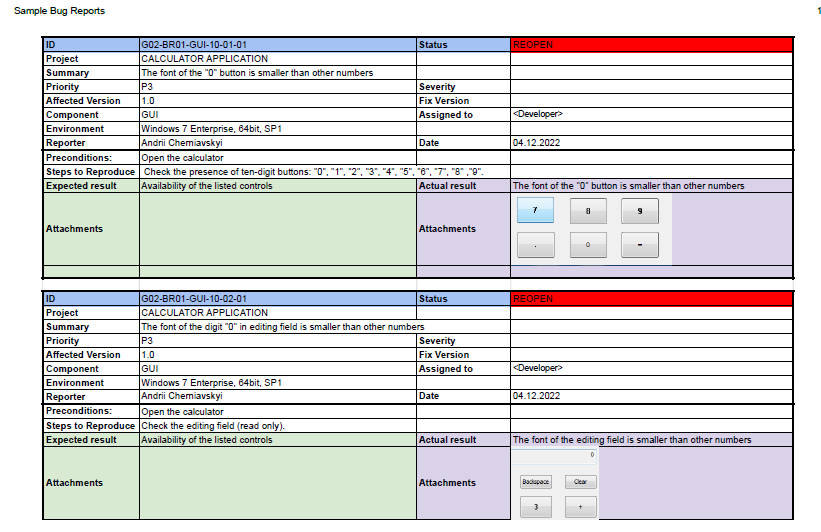 Sample Bug Reports 1
ID G02-BR01-GUI-10-01-01 Status REOPEN
Project CALCULATOR APPLICATION
Summary The font of the "0" button is smaller than other numbers
Priority P3 Severity
Affected Version 1.0 Fix Version
Component GUI Assigned to <Developer>
Environment Windows 7 Enterprise, 64bit, SP1
Reporter Andrii Cherniavskyi Date 04.12.2022
Preconditions: Open the calculator
Steps to Reproduce Check the presence of ten-digit buttons: "0", "1", "2", "3", "4", "5", "6", "7", "8" ,"9".
Expected result Availability of the listed controls Actual result The font of the "0" button is smaller than other numbers
7 8 9
Attachments Attachments
. 0 =
ID G02-BR01-GUI-10-02-01 Status REOPEN
Project CALCULATOR APPLICATION
Summary The font of the digit "0" in editing field is smaller than other numbers
Priority P3 Severity
Affected Version 1.0 Fix Version
Component GUI Assigned to <Developer>
Environment Windows 7 Enterprise, 64bit, SP1
Reporter Andrii Cherniavskyi Date 04.12.2022
Preconditions: Open the calculator
Steps to Reproduce Check the editing field (read only).
Expected result Availability of the listed controls Actual result The font of the editing field is smaller than other numbers
0
Attachments Attachments Backspace Clear
3 +